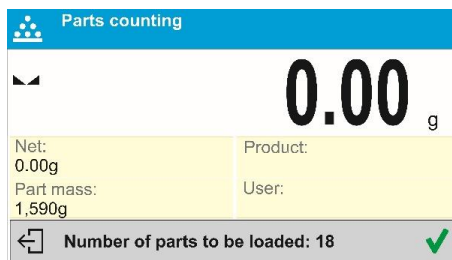 Parts counting
0.00 g
Net:
0.00g
Product:
Part mass:
1,590g
User:
Number of parts to be loaded: 18